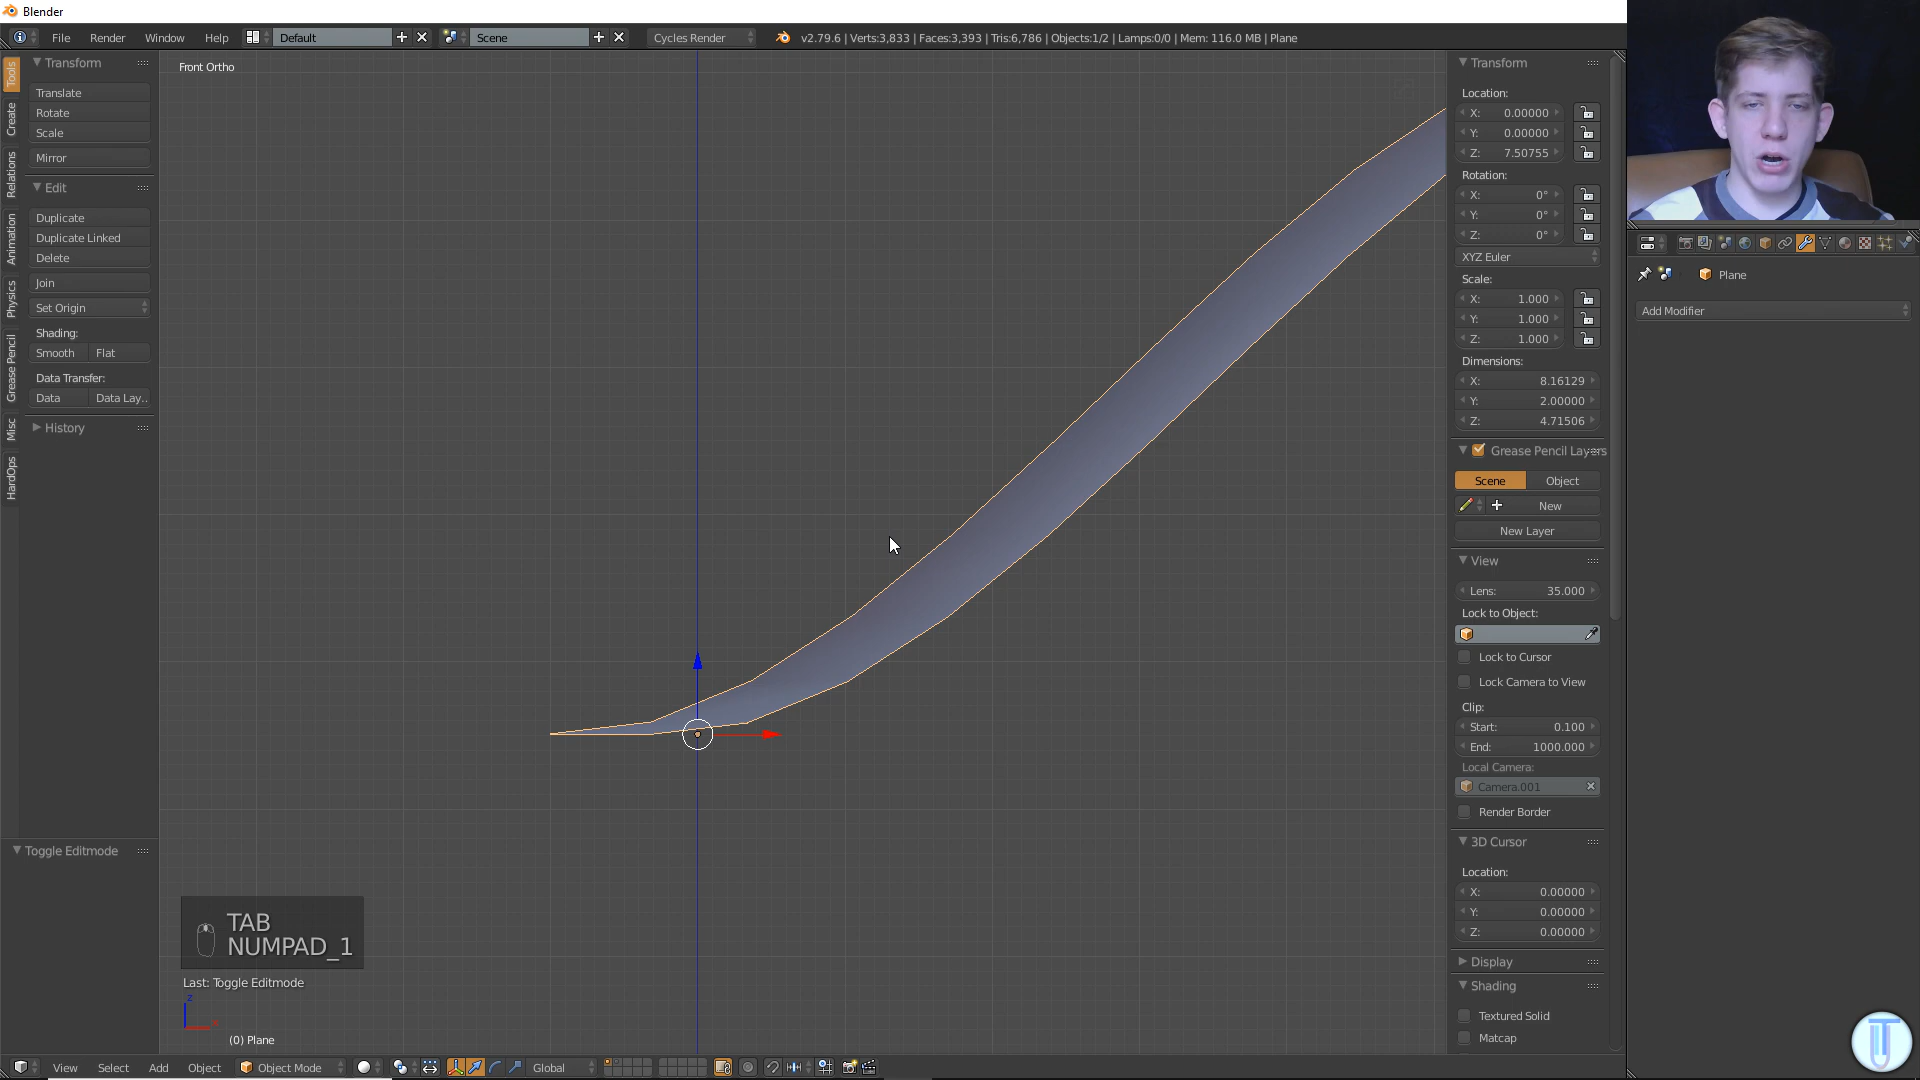 Blender
File Render Window Help Default Scene Cycles Render v2.79.6 | Verts:3,833 | Faces:3,393 | Tris:6,786 | Objects:1/2 | Lamps:0/0 | Mem: 116.0 MB | Plane
Tools
Create
Relations
Animation
Physics
Grease Pencil
Misc
HardOps
Transform
Translate
Rotate
Scale
Mirror
Edit
Duplicate
Duplicate Linked
Delete
Join
Set Origin
Shading:
Smooth Flat
Data Transfer:
Data Data Lay..
History
Toggle Editmode
Front Ortho
TAB
NUMPAD_1
Last: Toggle Editmode
z
(0) Plane
View Select Add Object Object Mode Global
Transform
Location:
X: 0.00000
Y: 0.00000
Z: 7.50755
Rotation:
X: 0°
Y: 0°
Z: 0°
XYZ Euler
Scale:
X: 1.000
Y: 1.000
Z: 1.000
Dimensions:
X: 8.16129
Y: 2.00000
Z: 4.71506
Grease Pencil Layers
Scene Object
New
New Layer
View
Lens: 35.000
Lock to Object:
Lock to Cursor
Lock Camera to View
Clip:
Start: 0.100
End: 1000.000
Local Camera:
Camera.001
Render Border
3D Cursor
Location:
X: 0.00000
Y: 0.00000
Z: 0.00000
Display
Shading
Textured Solid
Matcap
Plane
Add Modifier